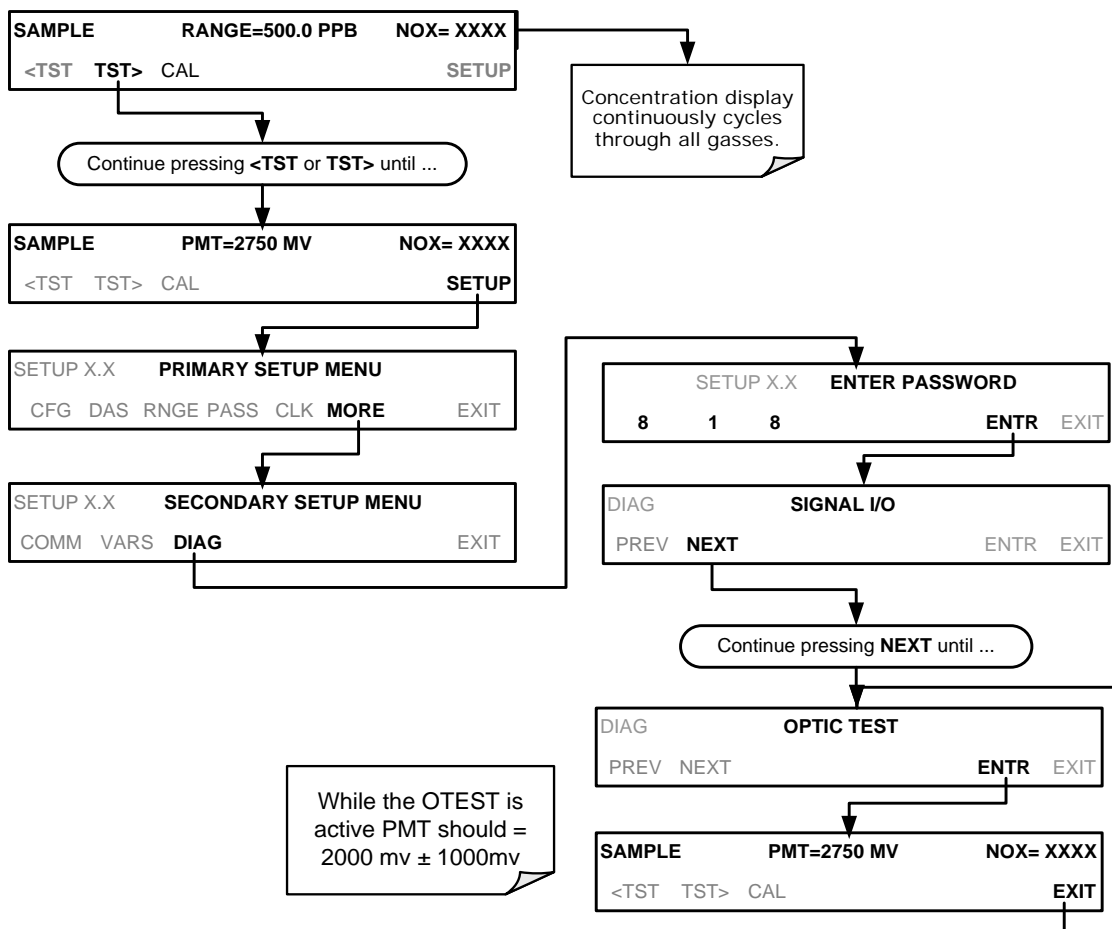 SAMPLE RANGE=500.0 PPB NOX= XXXX
<TST TST> CAL SETUP
Concentration display
continuously cycles
through all gasses.
Continue pressing <TST or TST> until ...
SAMPLE PMT=2750 MV NOX= XXXX
<TST TST> CAL SETUP
SETUP X.X PRIMARY SETUP MENU
CFG DAS RNGE PASS CLK MORE EXIT
SETUP X.X SECONDARY SETUP MENU
COMM VARS DIAG EXIT
SETUP X.X ENTER PASSWORD
8 1 8 ENTR EXIT
DIAG SIGNAL I/O
PREV NEXT ENTR EXIT
Continue pressing NEXT until ...
DIAG OPTIC TEST
PREV NEXT ENTR EXIT
While the OTEST is
active PMT should =
2000 mv ± 1000mv
SAMPLE PMT=2750 MV NOX= XXXX
<TST TST> CAL EXIT